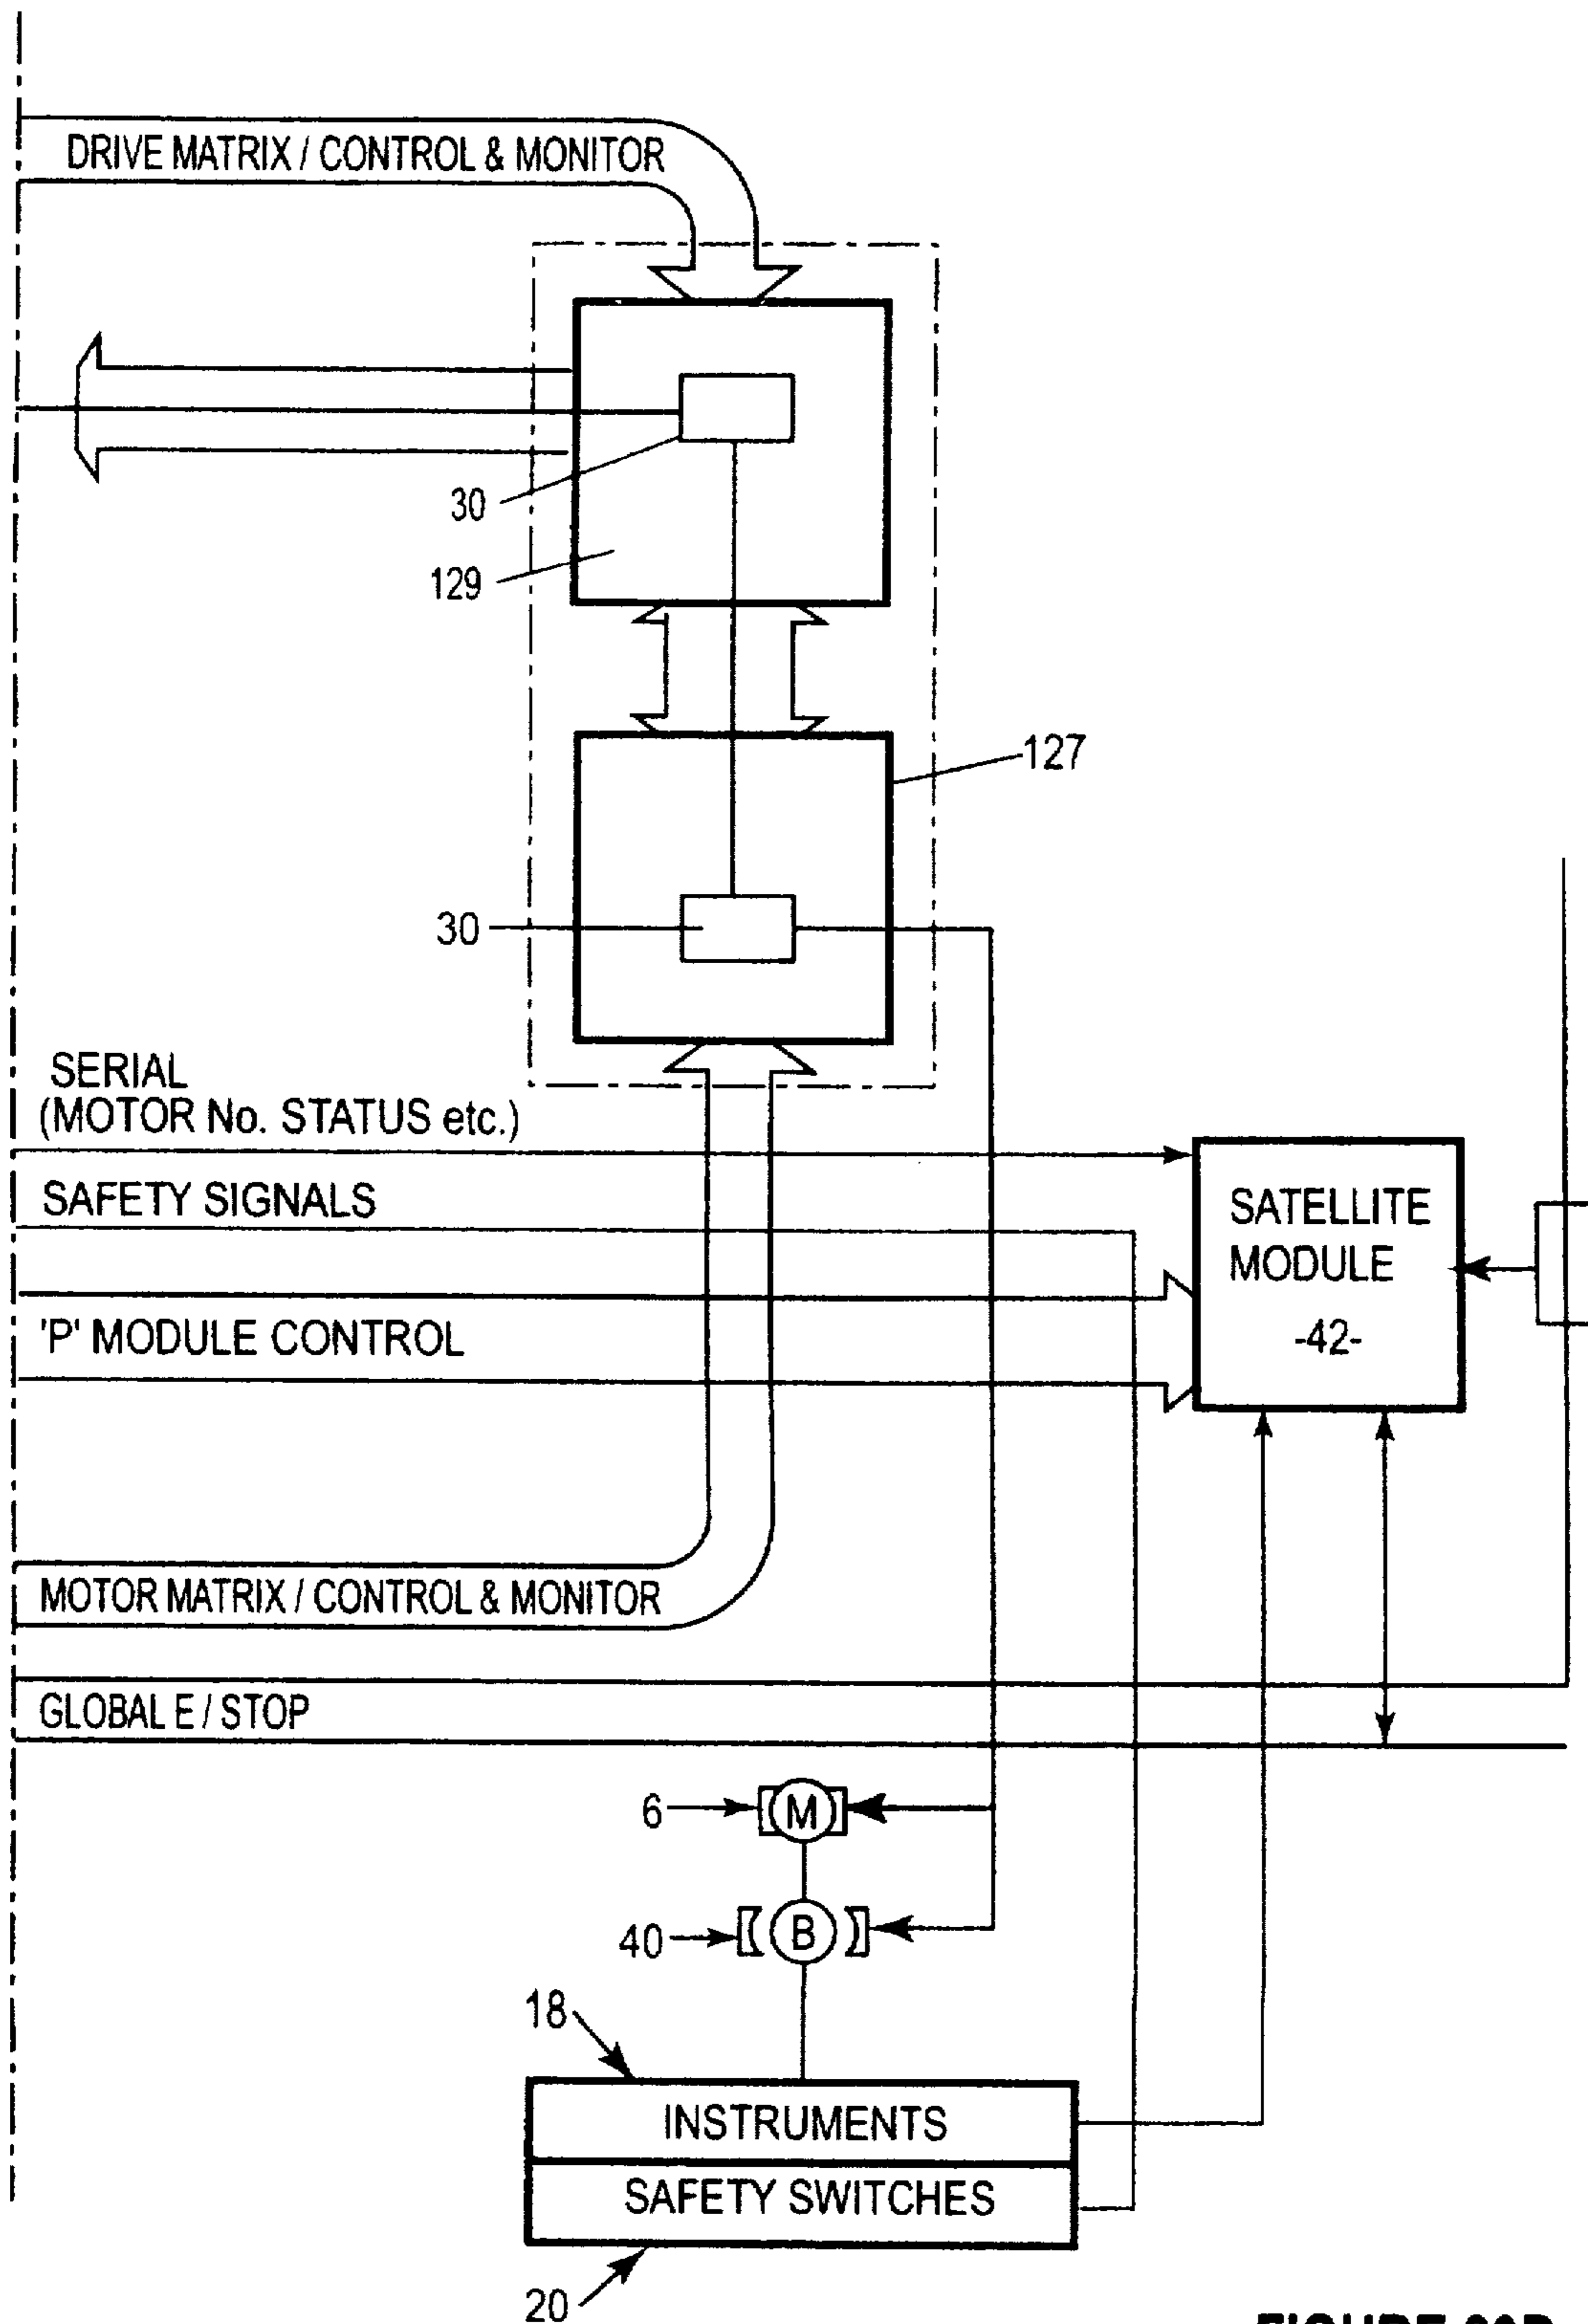 DRIVE MATRIX / CONTROL & MONITOR
30
129
127
30
SERIAL
(MOTOR No. STATUS etc.)
SAFETY SIGNALS
'P' MODULE CONTROL
SATELLITE
MODULE
-42-
MOTOR MATRIX / CONTROL & MONITOR
GLOBAL E / STOP
6
M
40
B
18
INSTRUMENTS
SAFETY SWITCHES
20